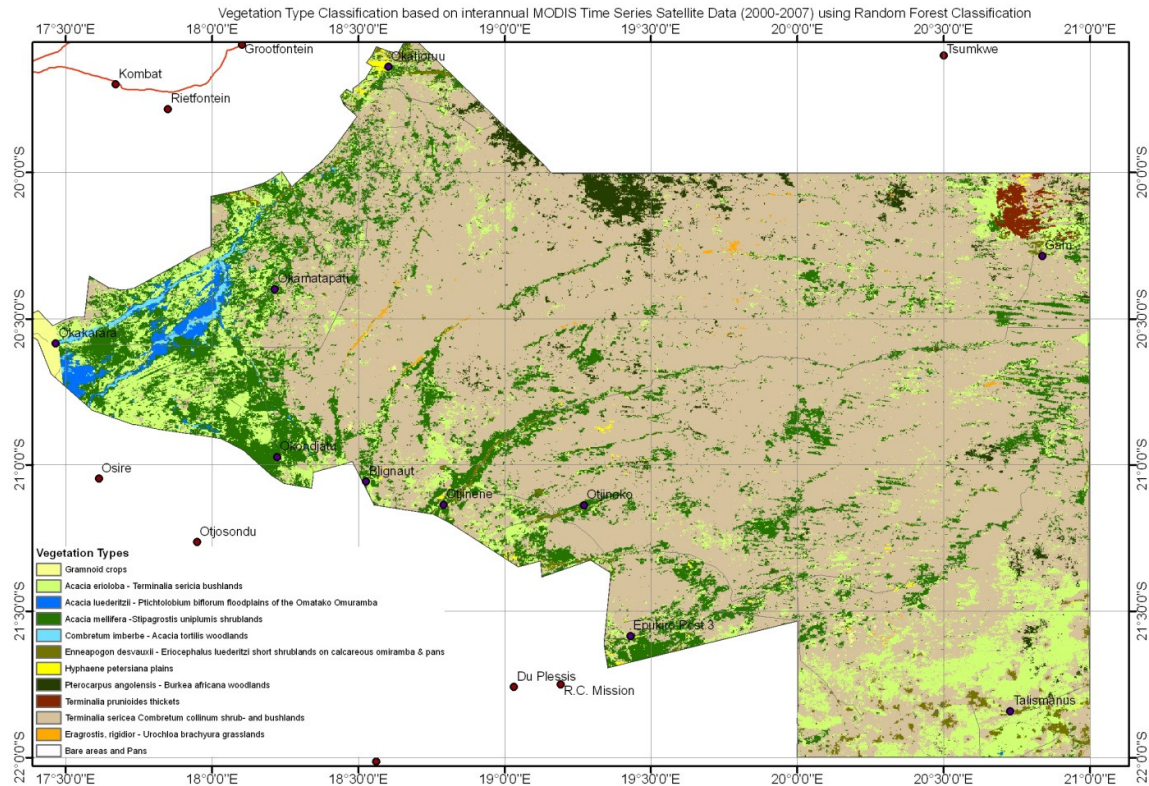 Vegetation Type Classification based on interannual MODIS Time Series Satellite Data (2000-2007) using Random Forest Classification
17°30'0"E 18°0'0"E 18°30'0"E 19°0'0"E 19°30'0"E 20°0'0"E 20°30'0"E 21°0'0"E
Grootfontein
Okahoruu
Tsumkwe
Kombat
Rietfontein
20°0'0"S 20°0'0"S
Gam
Okamatapati
20°30'0"S 20°30'0"S
Okakarara
Okondjatu
21°0'0"S 21°0'0"S
Osire
Blignaut
Otjinene
Otjinoko
Otjosondu
21°30'0"S 21°30'0"S
Epukiro Post 3
Du Plessis
R.C. Mission
Talismanus
Vegetation Types
Gramnoid crops
Acacia erioloba - Terminalia sericia bushlands
Acacia luederitzii - Ptichtolobium biflorum floodplains of the Omatako Omuramba
Acacia mellifera -Stipagrostis uniplumis shrublands
Combretum imberbe - Acacia tortilis woodlands
Enneapogon desvauxii - Eriocephalus luederitzi short shrublands on calcareous omiramba & pans
Hyphaene petersiana plains
Pterocarpus angolensis - Burkea africana woodlands
Terminalia prunioides thickets
Terminalia sericea Combretum collinum shrub- and bushlands
Eragrostis, rigidior - Urochloa brachyura grasslands
Bare areas and Pans
22°0'0"S 22°0'0"S
17°30'0"E 18°0'0"E 18°30'0"E 19°0'0"E 19°30'0"E 20°0'0"E 20°30'0"E 21°0'0"E